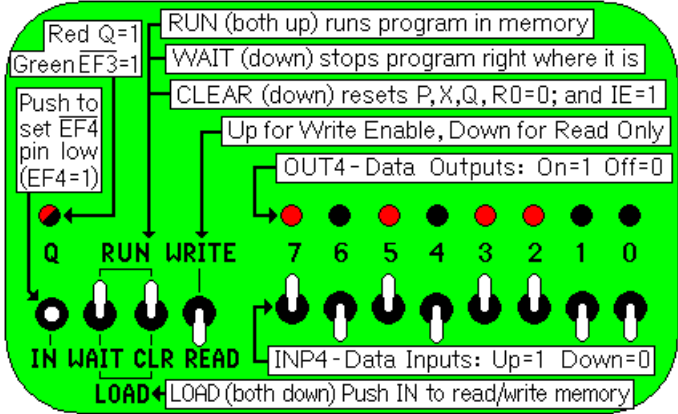 RUN (both up) runs program in memory
Red Q=1
Green EF3=1
WAIT (down) stops program right where it is
CLEAR (down) resets P,X,Q, R0=0; and IE=1
Push to
set EF4
pin low
(EF4=1)
Up for Write Enable, Down for Read Only
OUT4-Data Outputs: On=1 Off=0
Q RUN WRITE 7 6 5 4 3 2 1 0
IN WAIT CLR READ
INP4-Data Inputs: Up=1 Down=0
LOAD
LOAD (both down) Push IN to read/write memory